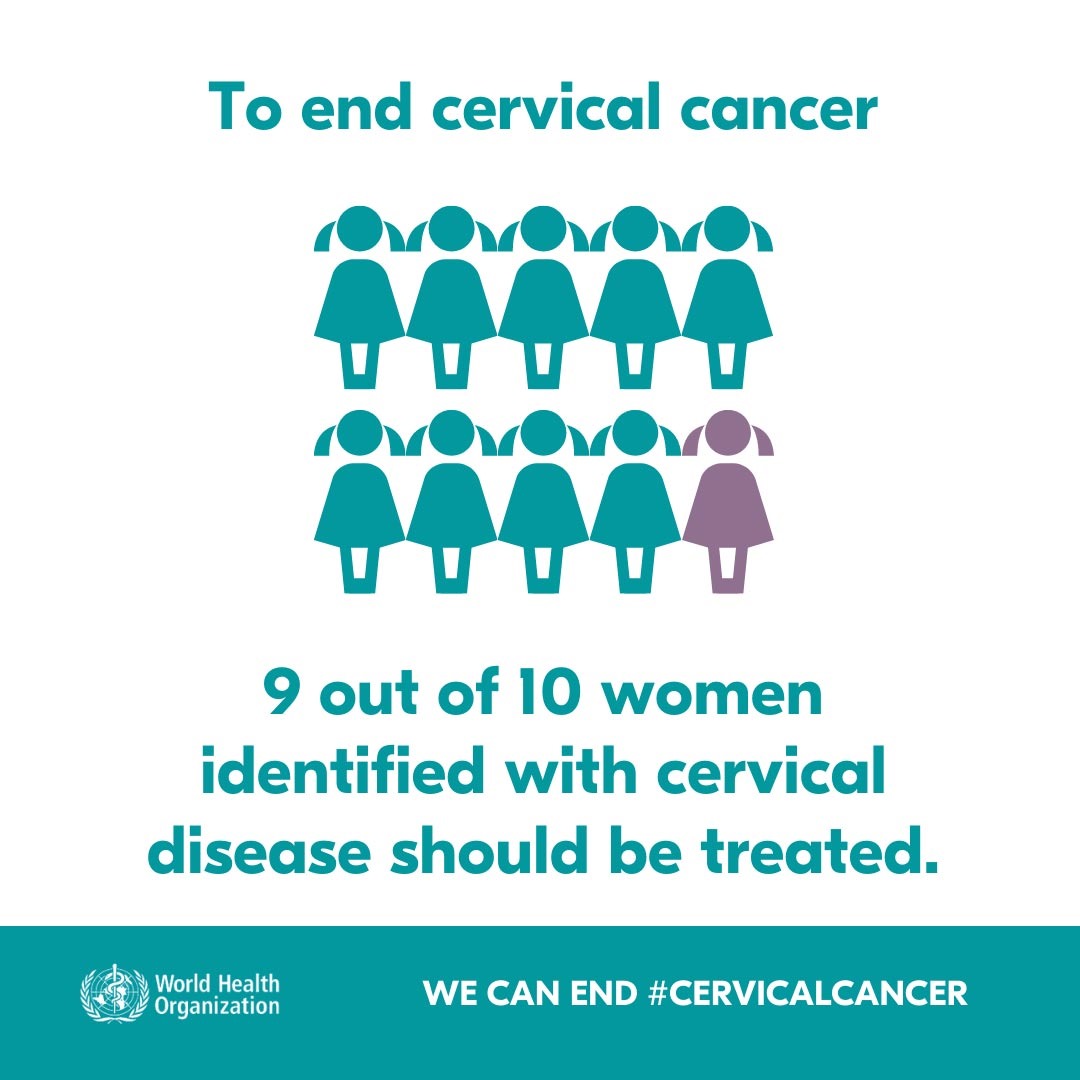 To end cervical cancer
9 out of 10 women
identified with cervical
disease should be treated.
World Health
Organization
WE CAN END #CERVICALCANCER